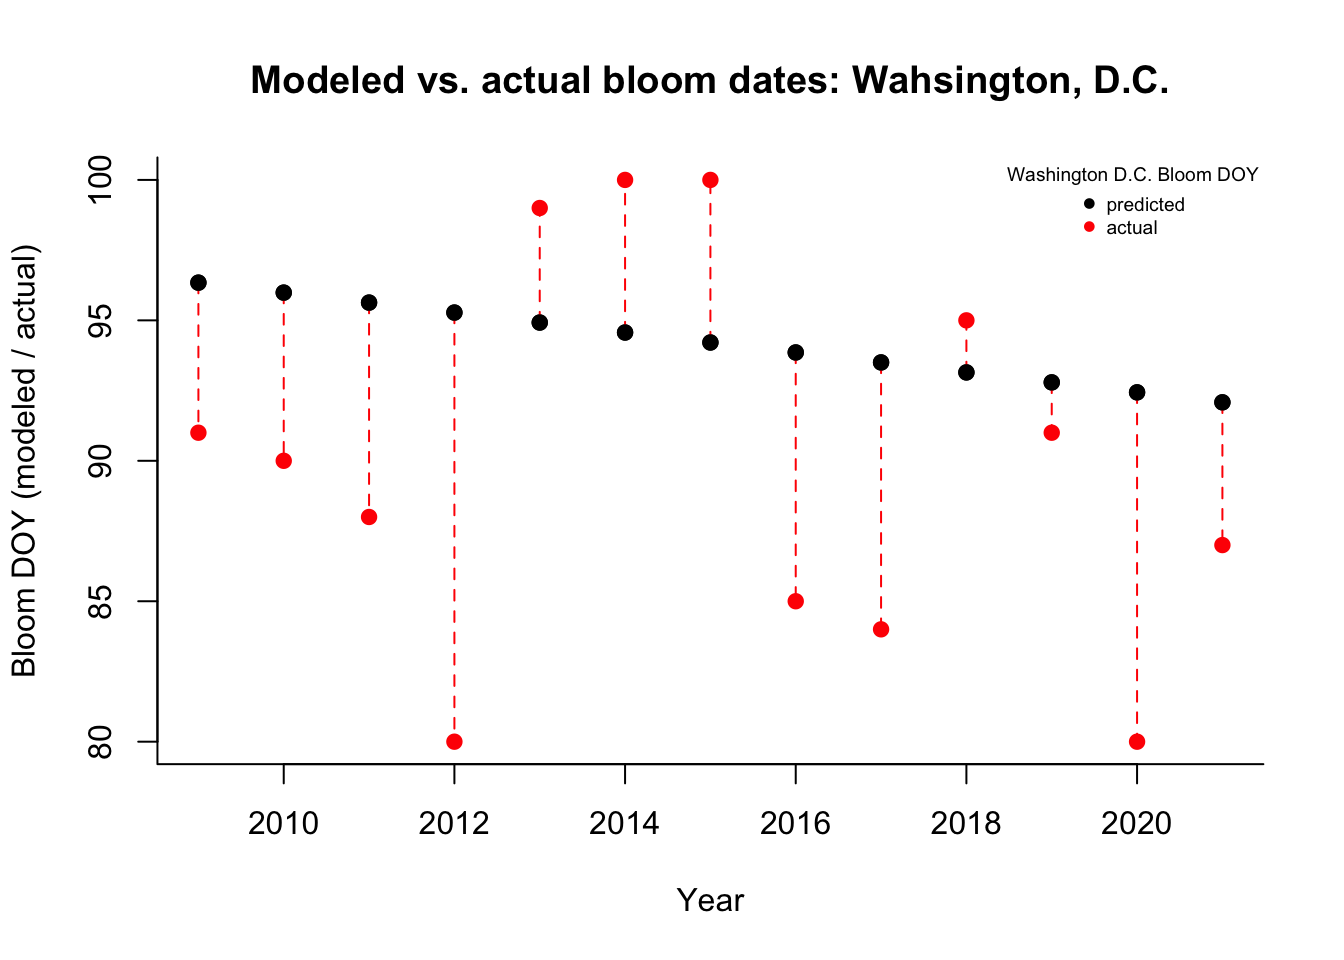 Modeled vs. actual bloom dates: Wahsington, D.C.
Washington D.C. Bloom DOY
predicted
actual
Bloom DOY (modeled / actual)
100
95
90
85
80
2010 2012 2014 2016 2018 2020
Year